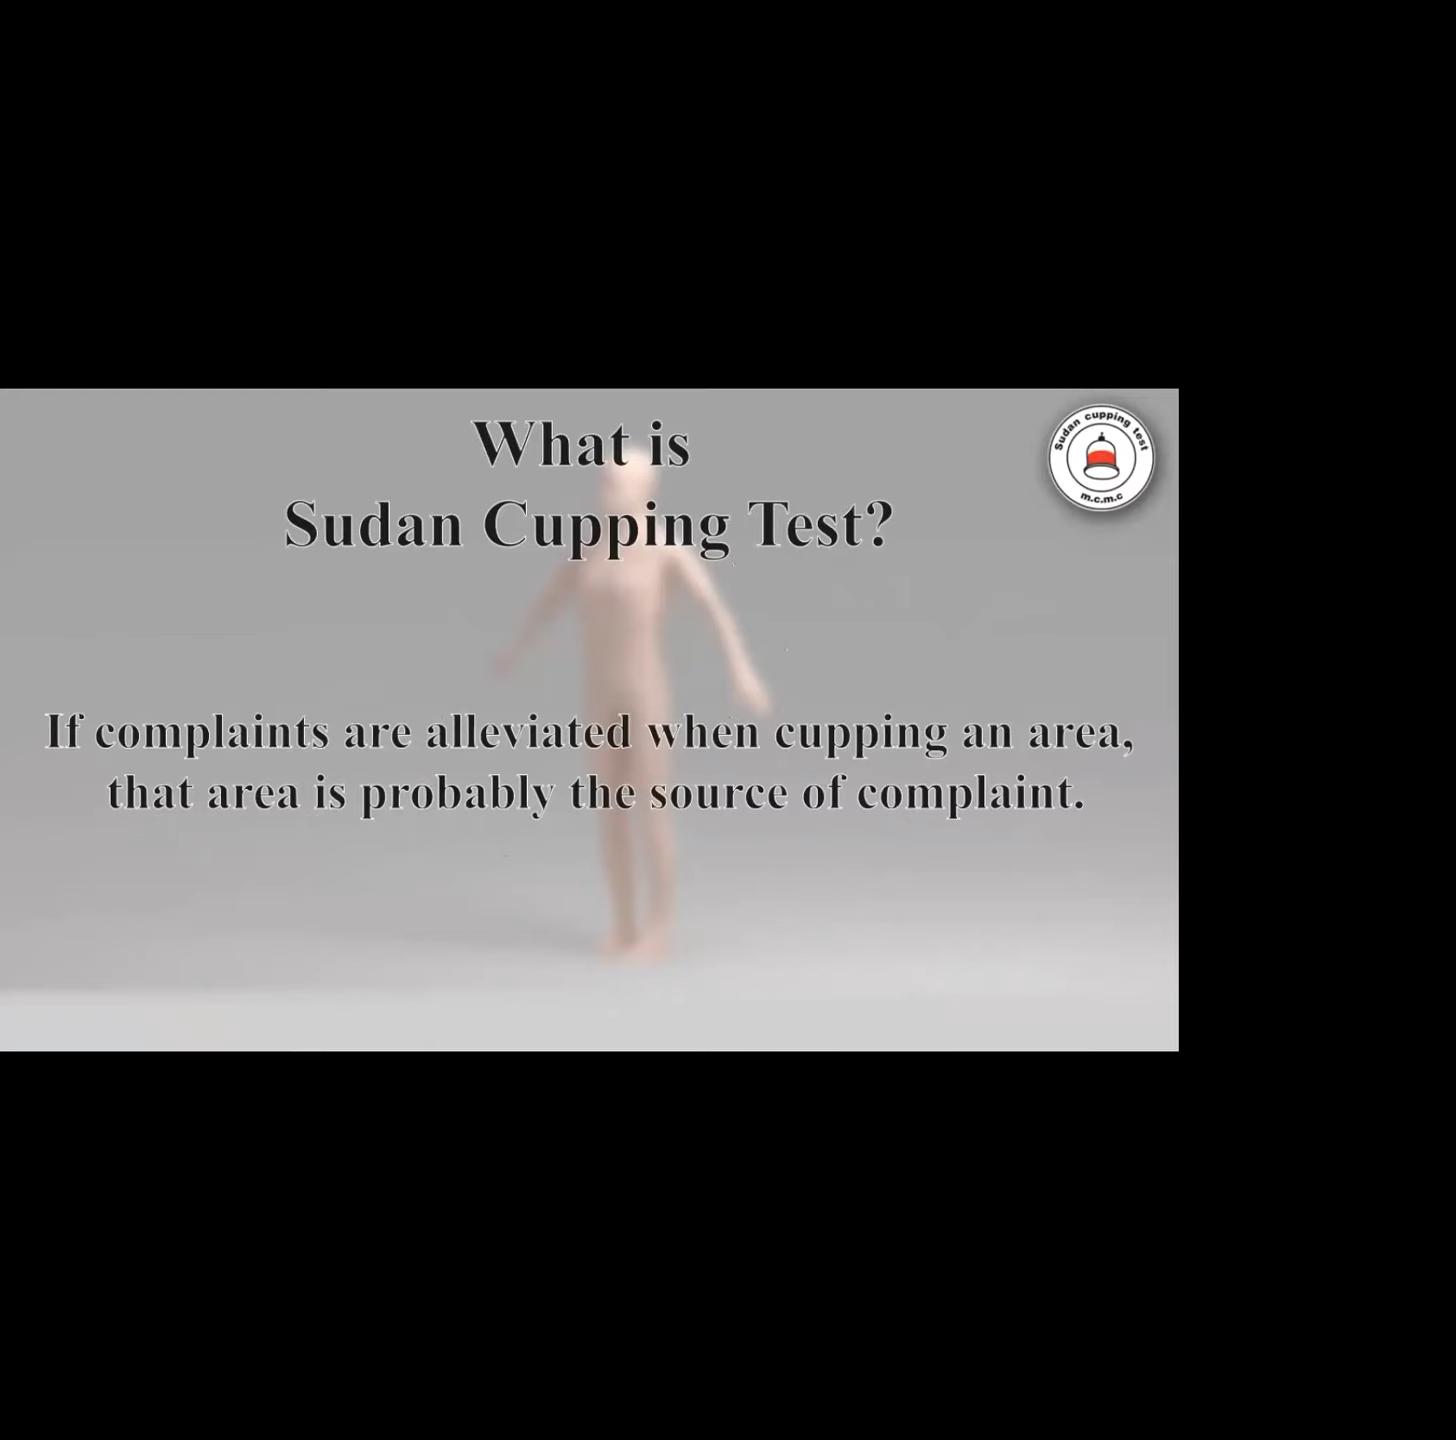 What is
Sudan Cupping Test?
Sudan cupping test
m.c.m.c
If complaints are alleviated when cupping an area,
that area is probably the source of complaint.